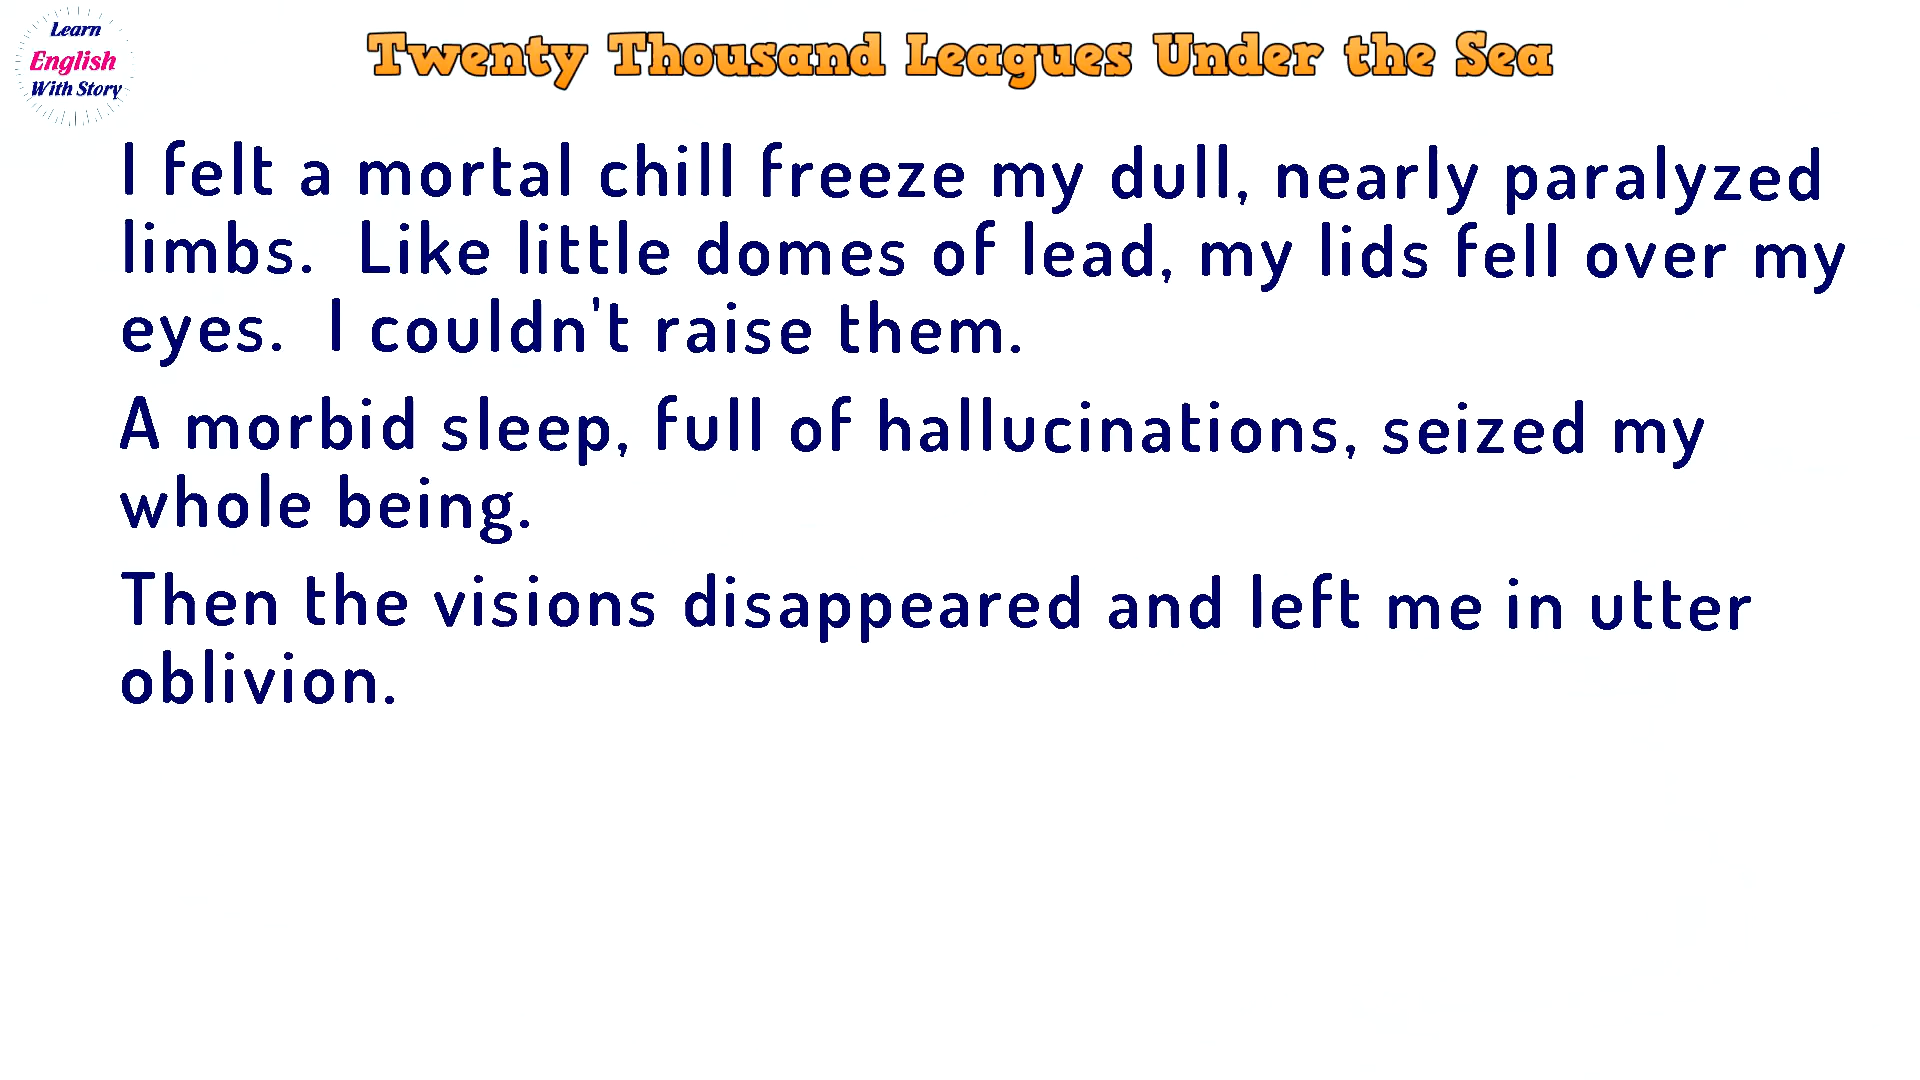 Learn
English
With Story
Twenty Thousand Leagues Under the Sea
I felt a mortal chill freeze my dull, nearly paralyzed
limbs.  Like little domes of lead, my lids fell over my
eyes.  I couldn't raise them.
A morbid sleep, full of hallucinations, seized my
whole being.
Then the visions disappeared and left me in utter
oblivion.